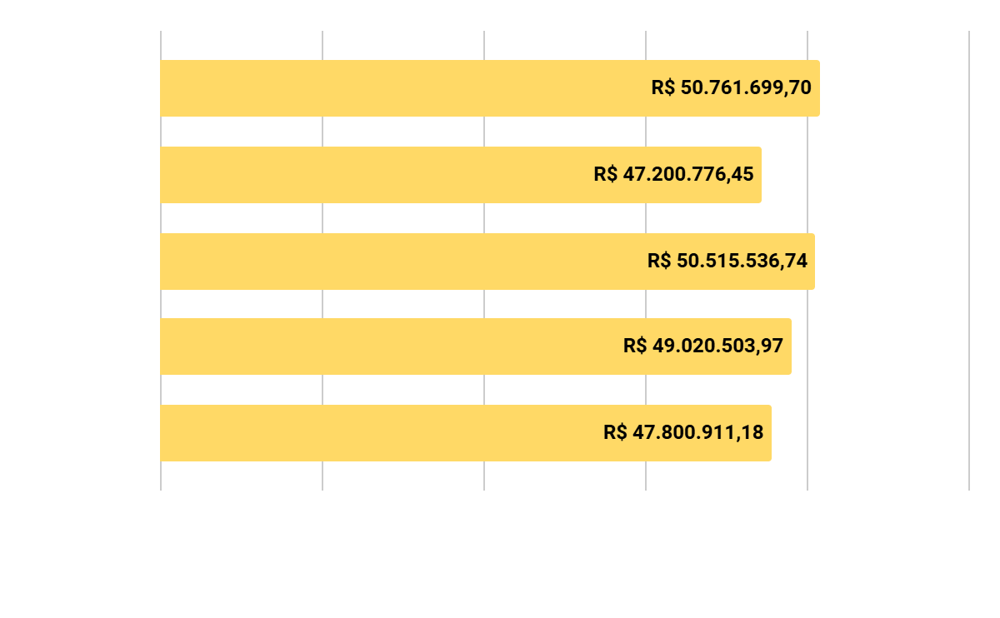 R$ 50.761.699,70
R$ 47.200.776,45
R$ 50.515.536,74
R$ 49.020.503,97
R$ 47.800.911,18